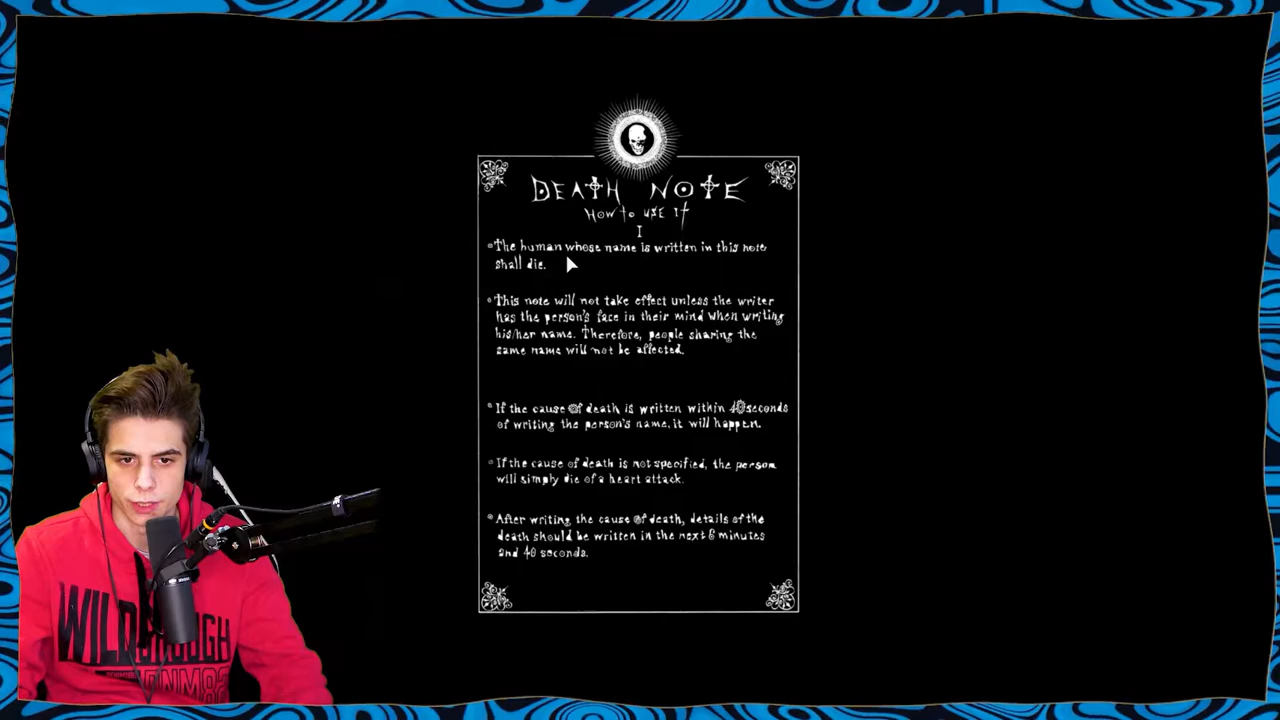 DEATH NOTE
HOW TO USE IT
I
The human whose name is written in this note
shall die.
This note will not take effect unless the writer
has the person's face in their mind when writing
his/her name. Therefore, people sharing the
same name will not be affected.
If the cause of death is written within 40 seconds
of writing the person's name, it will happen.
If the cause of death is not specified, the person
will simply die of a heart attack.
After writing the cause of death, details of the
death should be written in the next 6 minutes
and 40 seconds.
WILD